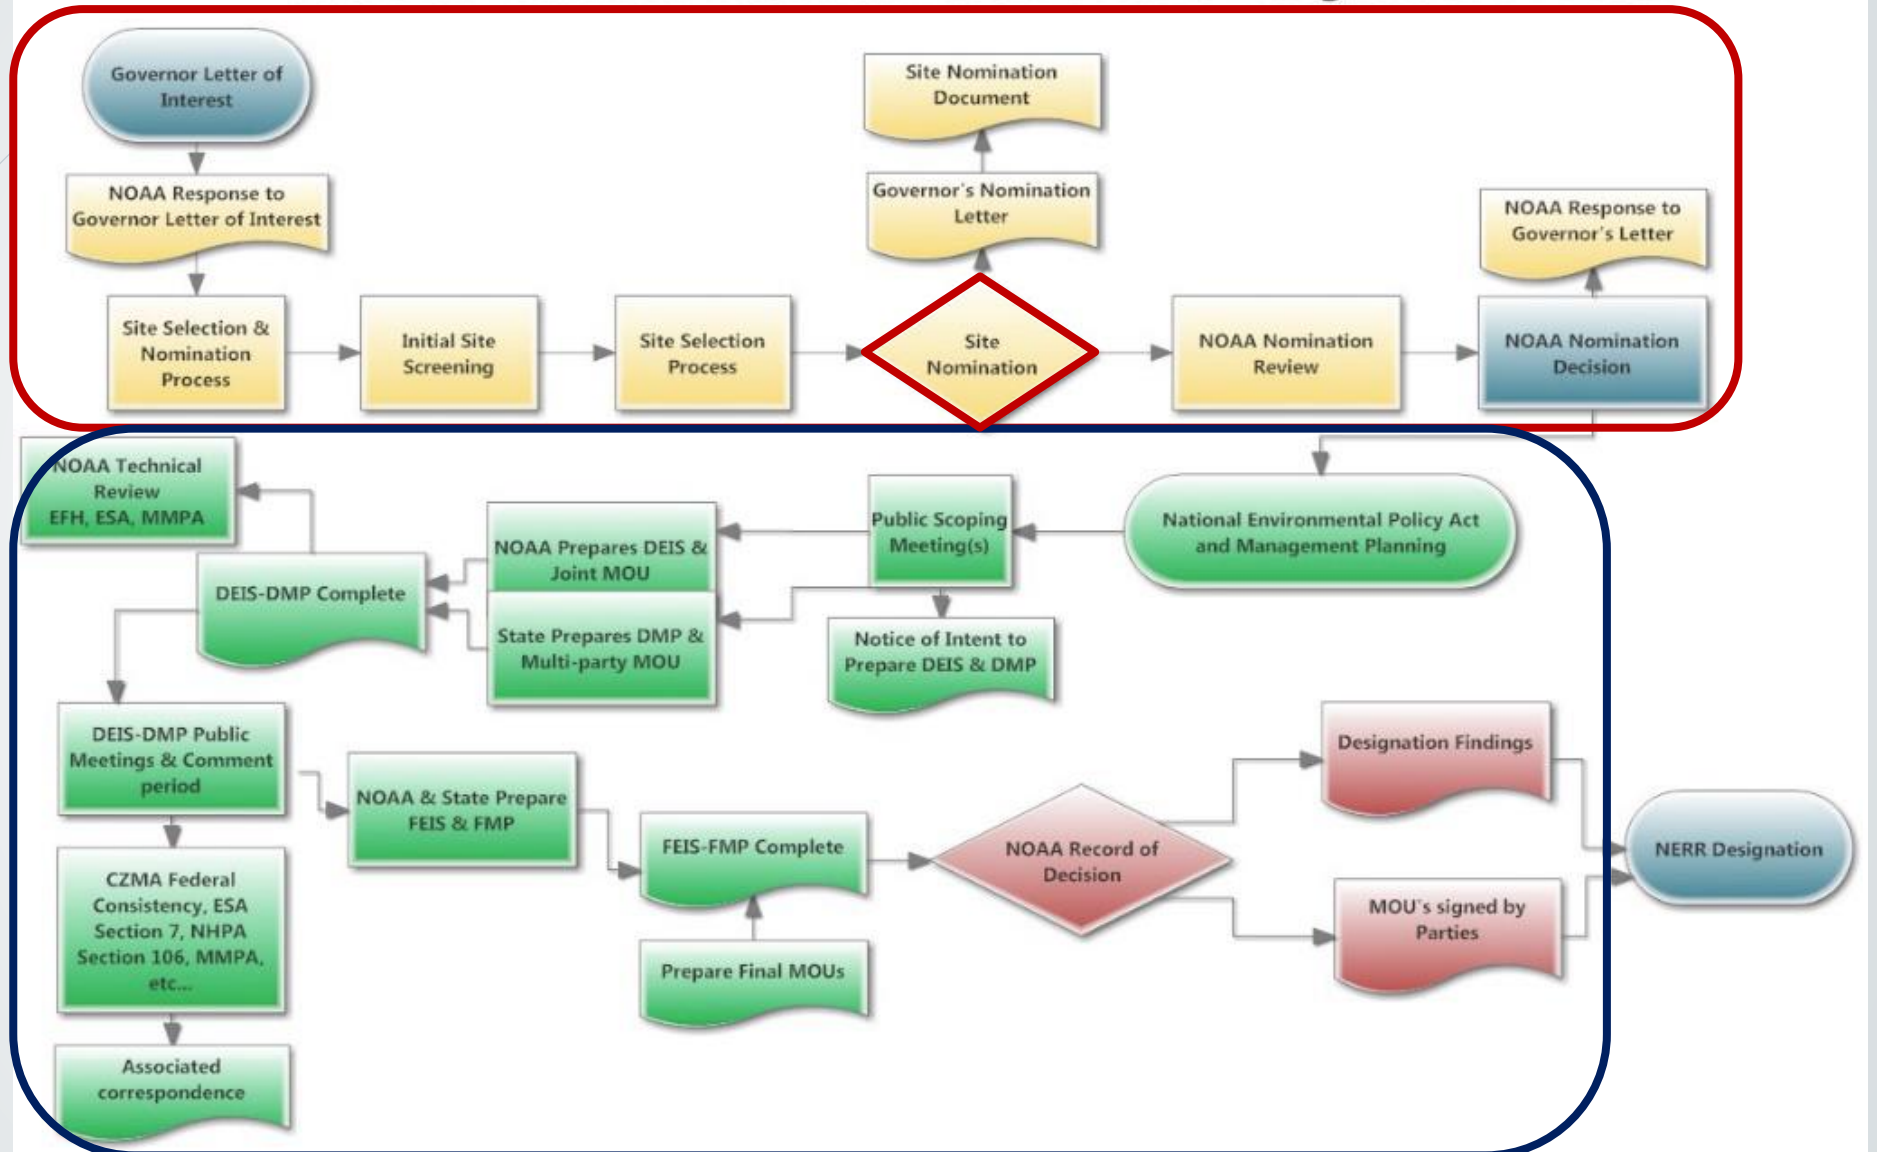 Governor Letter of
Interest
NOAA Response to
Governor Letter of Interest
Site Selection &
Nomination
Process
Initial Site
Screening
Site Selection
Process
Site Nomination
Document
Governor's Nomination
Letter
Site
Nomination
NOAA Nomination
Review
NOAA Response to
Governor's Letter
NOAA Nomination
Decision
National Environmental Policy Act
and Management Planning
Public Scoping
Meeting(s)
Notice of Intent to
Prepare DEIS & DMP
NOAA Prepares DEIS &
Joint MOU
State Prepares DMP &
Multi-party MOU
DEIS-DMP Complete
NOAA Technical
Review
EFH, ESA, MMPA
DEIS-DMP Public
Meetings & Comment
period
CZMA Federal
Consistency, ESA
Section 7, NHPA
Section 106, MMPA,
etc...
Associated
correspondence
NOAA & State Prepare
FEIS & FMP
FEIS-FMP Complete
Prepare Final MOUs
NOAA Record of
Decision
Designation Findings
MOU's signed by
Parties
NERR Designation